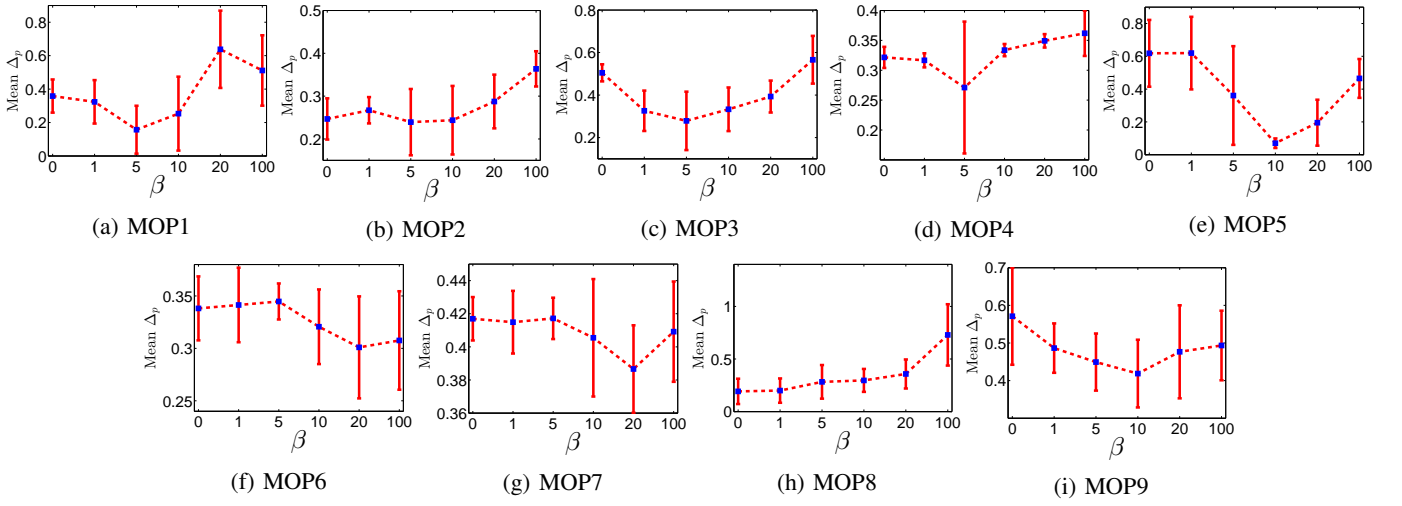 Mean Δp
0.8
0.6
0.4
0.2
0
0 1 5 10 20 100
β
(a) MOP1
Mean Δp
0.5
0.4
0.3
0.2
0 1 5 10 20 100
β
(b) MOP2
Mean Δp
0.8
0.6
0.4
0.2
0 1 5 10 20 100
β
(c) MOP3
Mean Δp
0.4
0.35
0.3
0.25
0.2
0 1 5 10 20 100
β
(d) MOP4
Mean Δp
0.8
0.6
0.4
0.2
0
0 1 5 10 20 100
β
(e) MOP5
Mean Δp
0.35
0.3
0.25
0 1 5 10 20 100
β
(f) MOP6
Mean Δp
0.44
0.42
0.4
0.38
0.36
0 1 5 10 20 100
β
(g) MOP7
Mean Δp
1
0.5
0
0 1 5 10 20 100
β
(h) MOP8
Mean Δp
0.7
0.6
0.5
0.4
0 1 5 10 20 100
β
(i) MOP9